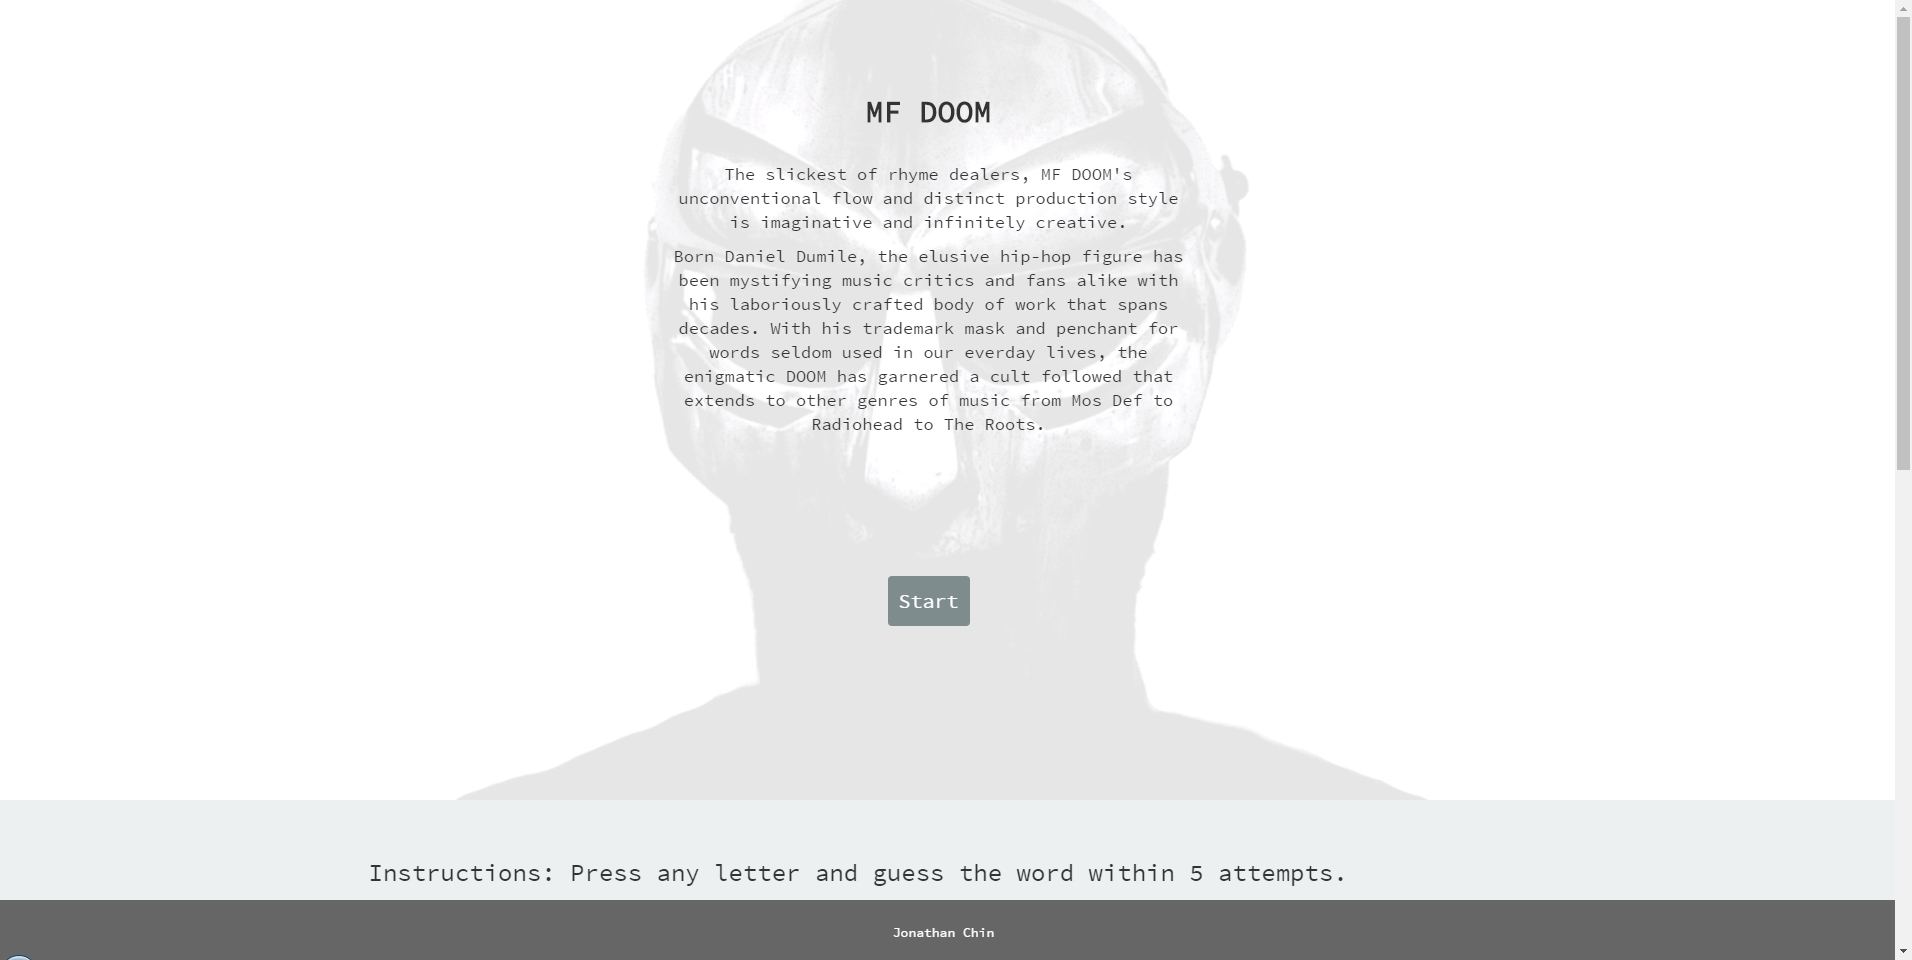 MF DOOM
The slickest of rhyme dealers, MF DOOM's
unconventional flow and distinct production style
is imaginative and infinitely creative.
Born Daniel Dumile, the elusive hip-hop figure has
been mystifying music critics and fans alike with
his laboriously crafted body of work that spans
decades. With his trademark mask and penchant for
words seldom used in our everday lives, the
enigmatic DOOM has garnered a cult followed that
extends to other genres of music from Mos Def to
Radiohead to The Roots.
Start
Instructions: Press any letter and guess the word within 5 attempts.
Jonathan Chin